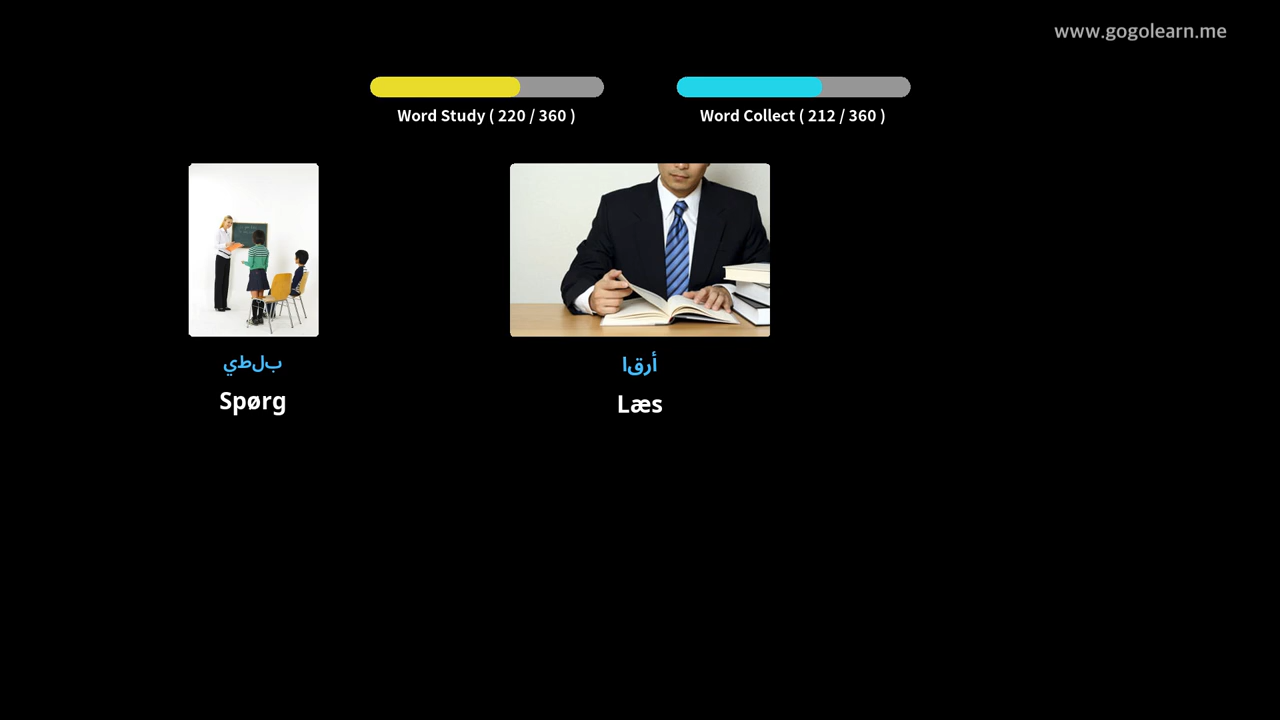 www.gogolearn.me
Word Study ( 220 / 360 )
Word Collect ( 212 / 360 )
بلطي
Spørg
أرقا
Læs